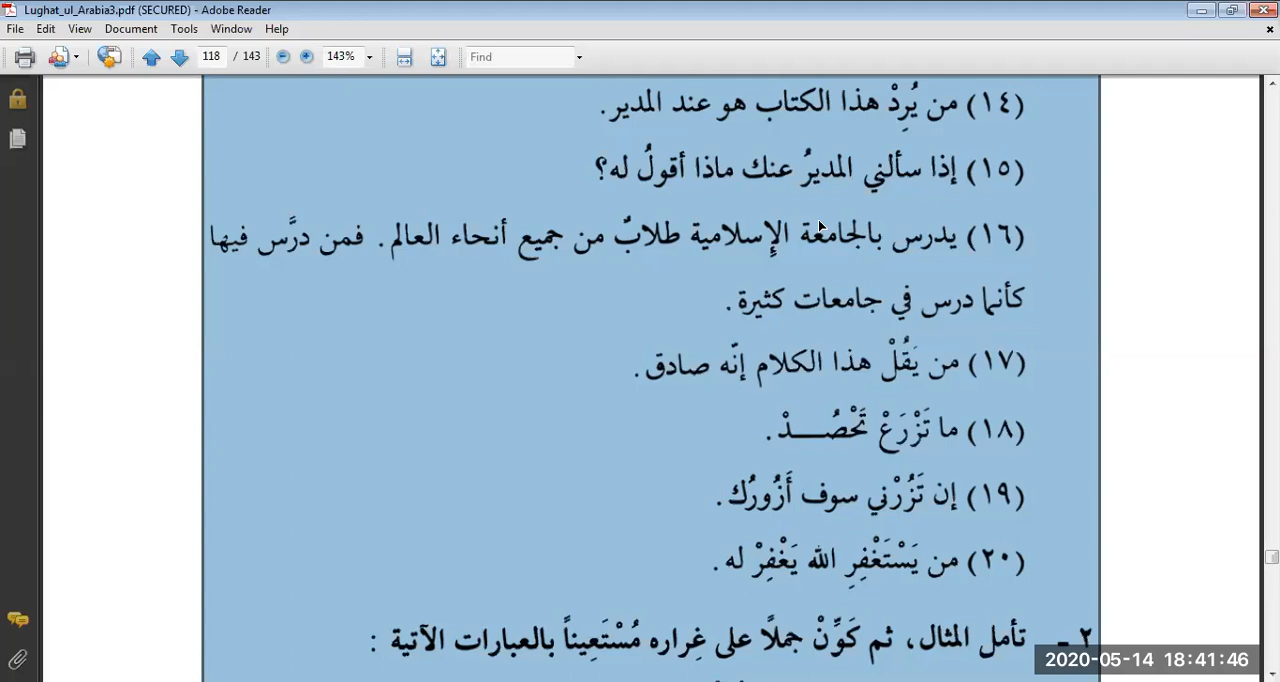 Lughat_ul_Arabia3.pdf (SECURED) - Adobe Reader
File Edit View Document Tools Window Help
118 / 143 143% Find
(١٤) من يُرِدْ هذا الكتاب هو عند المدير.
(١٥) إذا سألني المديرُ عنك ماذا أقولُ له؟
(١٦) يدرس بالجامعة الإِسلامية طلابٌ من جميع أنحاء العالم. فمن درَّس فيها
كأنما درس في جامعات كثيرة.
(١٧) من يَقُلْ هذا الكلام إنّه صادق.
(١٨) ما تَزْرَعْ تَحْصُـــدْ.
(١٩) إن تَزُرْني سوف أَزُورُك.
(٢٠) من يَسْتَغْفِرِ الله يَغْفِرْ له.
٢ - تأمل المثال، ثم كَوِّنْ جملاً على غِراره مُسْتَعِيناً بالعبارات الآتية :
2020-05-14 18:41:46